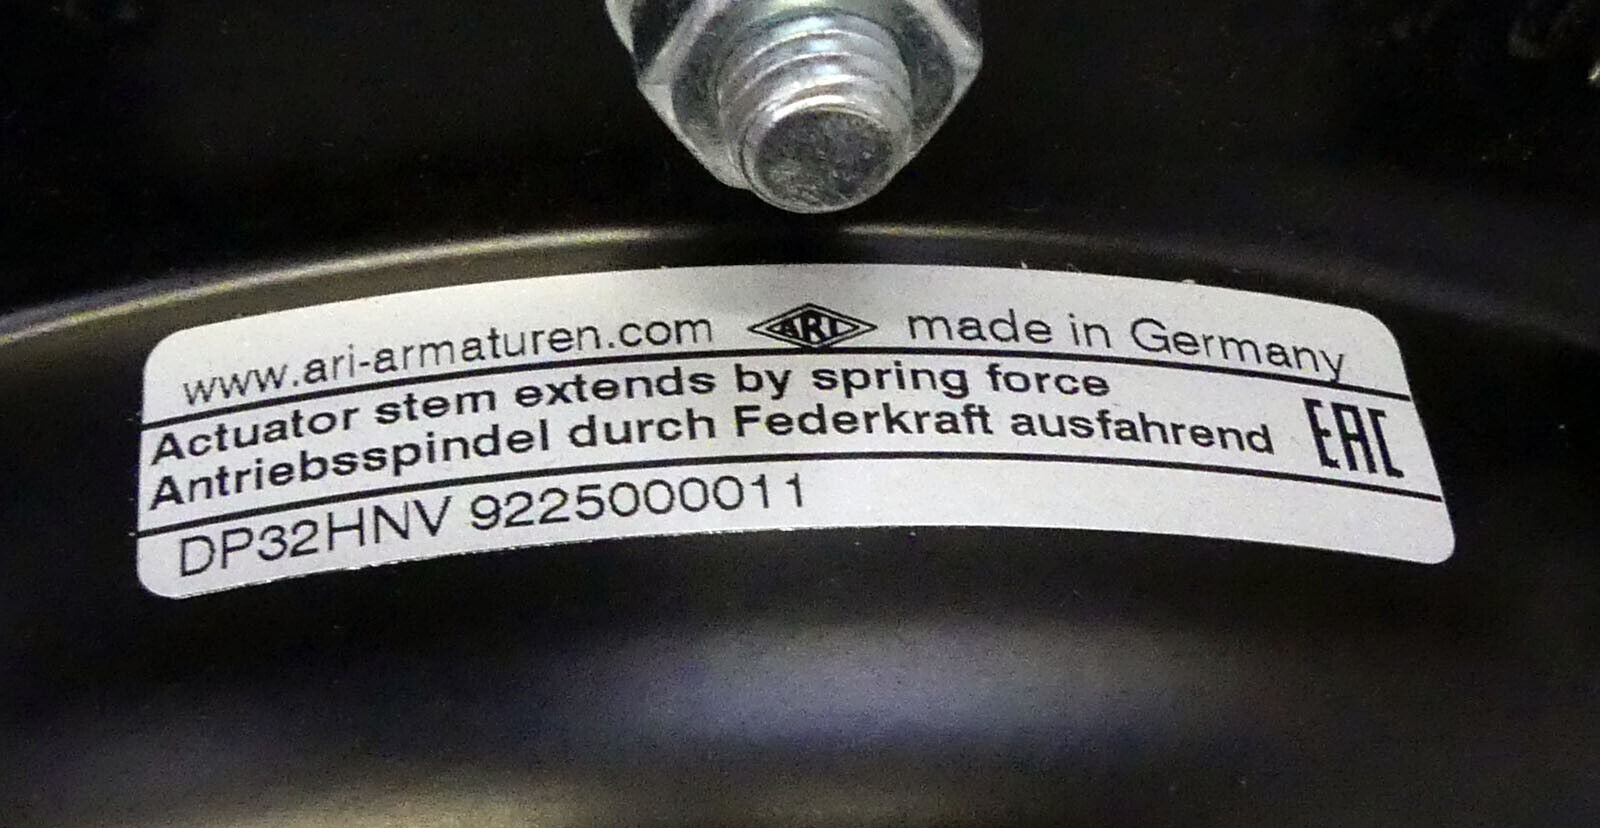 www.ari-armaturen.com ARI made in Germany
Actuator stem extends by spring force
Antriebsspindel durch Federkraft ausfahrend EAC
DP32HNV 9225000011